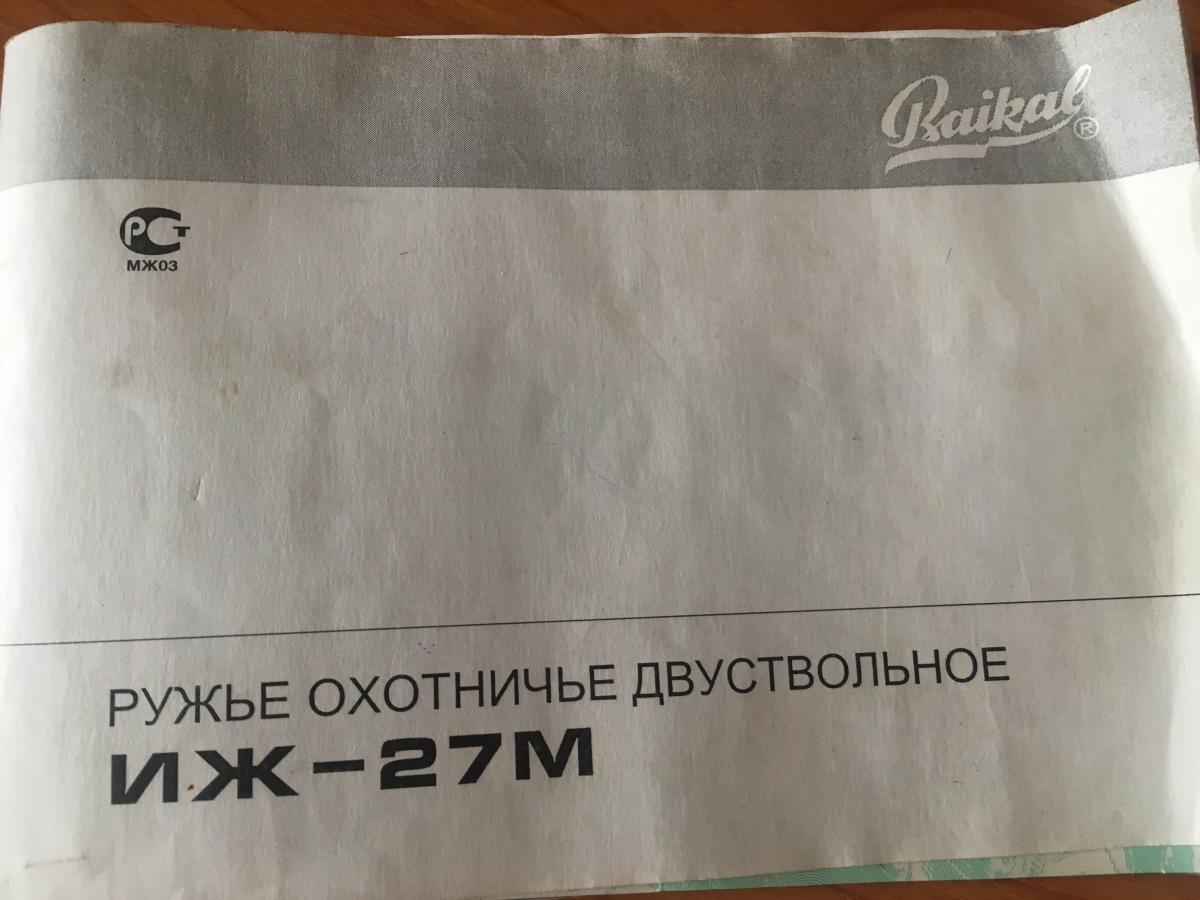 Baikal ®
РСТ
МЖ03
РУЖЬЕ ОХОТНИЧЬЕ ДВУСТВОЛЬНОЕ
ИЖ-27М